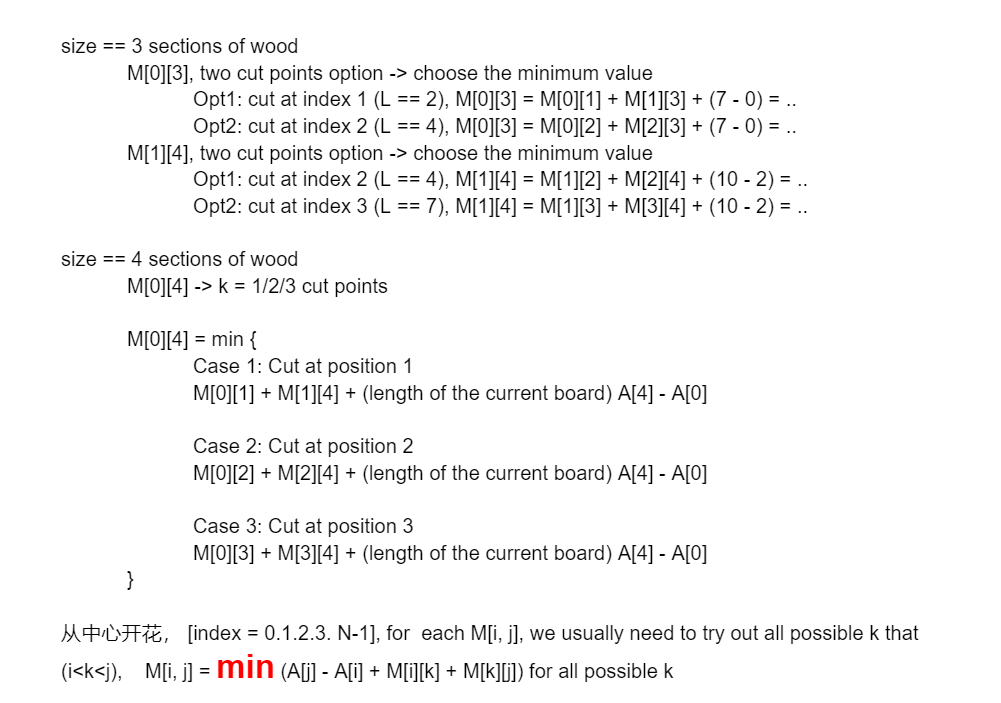 size == 3 sections of wood
M[0][3], two cut points option -> choose the minimum value
Opt1: cut at index 1 (L == 2), M[0][3] = M[0][1] + M[1][3] + (7 - 0) = ..
Opt2: cut at index 2 (L == 4), M[0][3] = M[0][2] + M[2][3] + (7 - 0) = ..
M[1][4], two cut points option -> choose the minimum value
Opt1: cut at index 2 (L == 4), M[1][4] = M[1][2] + M[2][4] + (10 - 2) = ..
Opt2: cut at index 3 (L == 7), M[1][4] = M[1][3] + M[3][4] + (10 - 2) = ..
size == 4 sections of wood
M[0][4] -> k = 1/2/3 cut points
M[0][4] = min {
Case 1: Cut at position 1
M[0][1] + M[1][4] + (length of the current board) A[4] - A[0]
Case 2: Cut at position 2
M[0][2] + M[2][4] + (length of the current board) A[4] - A[0]
Case 3: Cut at position 3
M[0][3] + M[3][4] + (length of the current board) A[4] - A[0]
}
从中心开花， [index = 0.1.2.3. N-1], for each M[i, j], we usually need to try out all possible k that
(i<k<j), M[i, j] = min (A[j] - A[i] + M[i][k] + M[k][j]) for all possible k